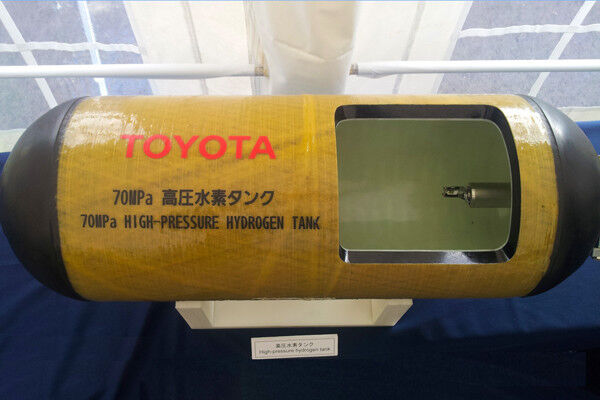 TOYOTA
70MPa 高圧水素タンク
70MPa HIGH-PRESSURE HYDROGEN TANK
高圧水素タンク
High-pressure hydrogen tank